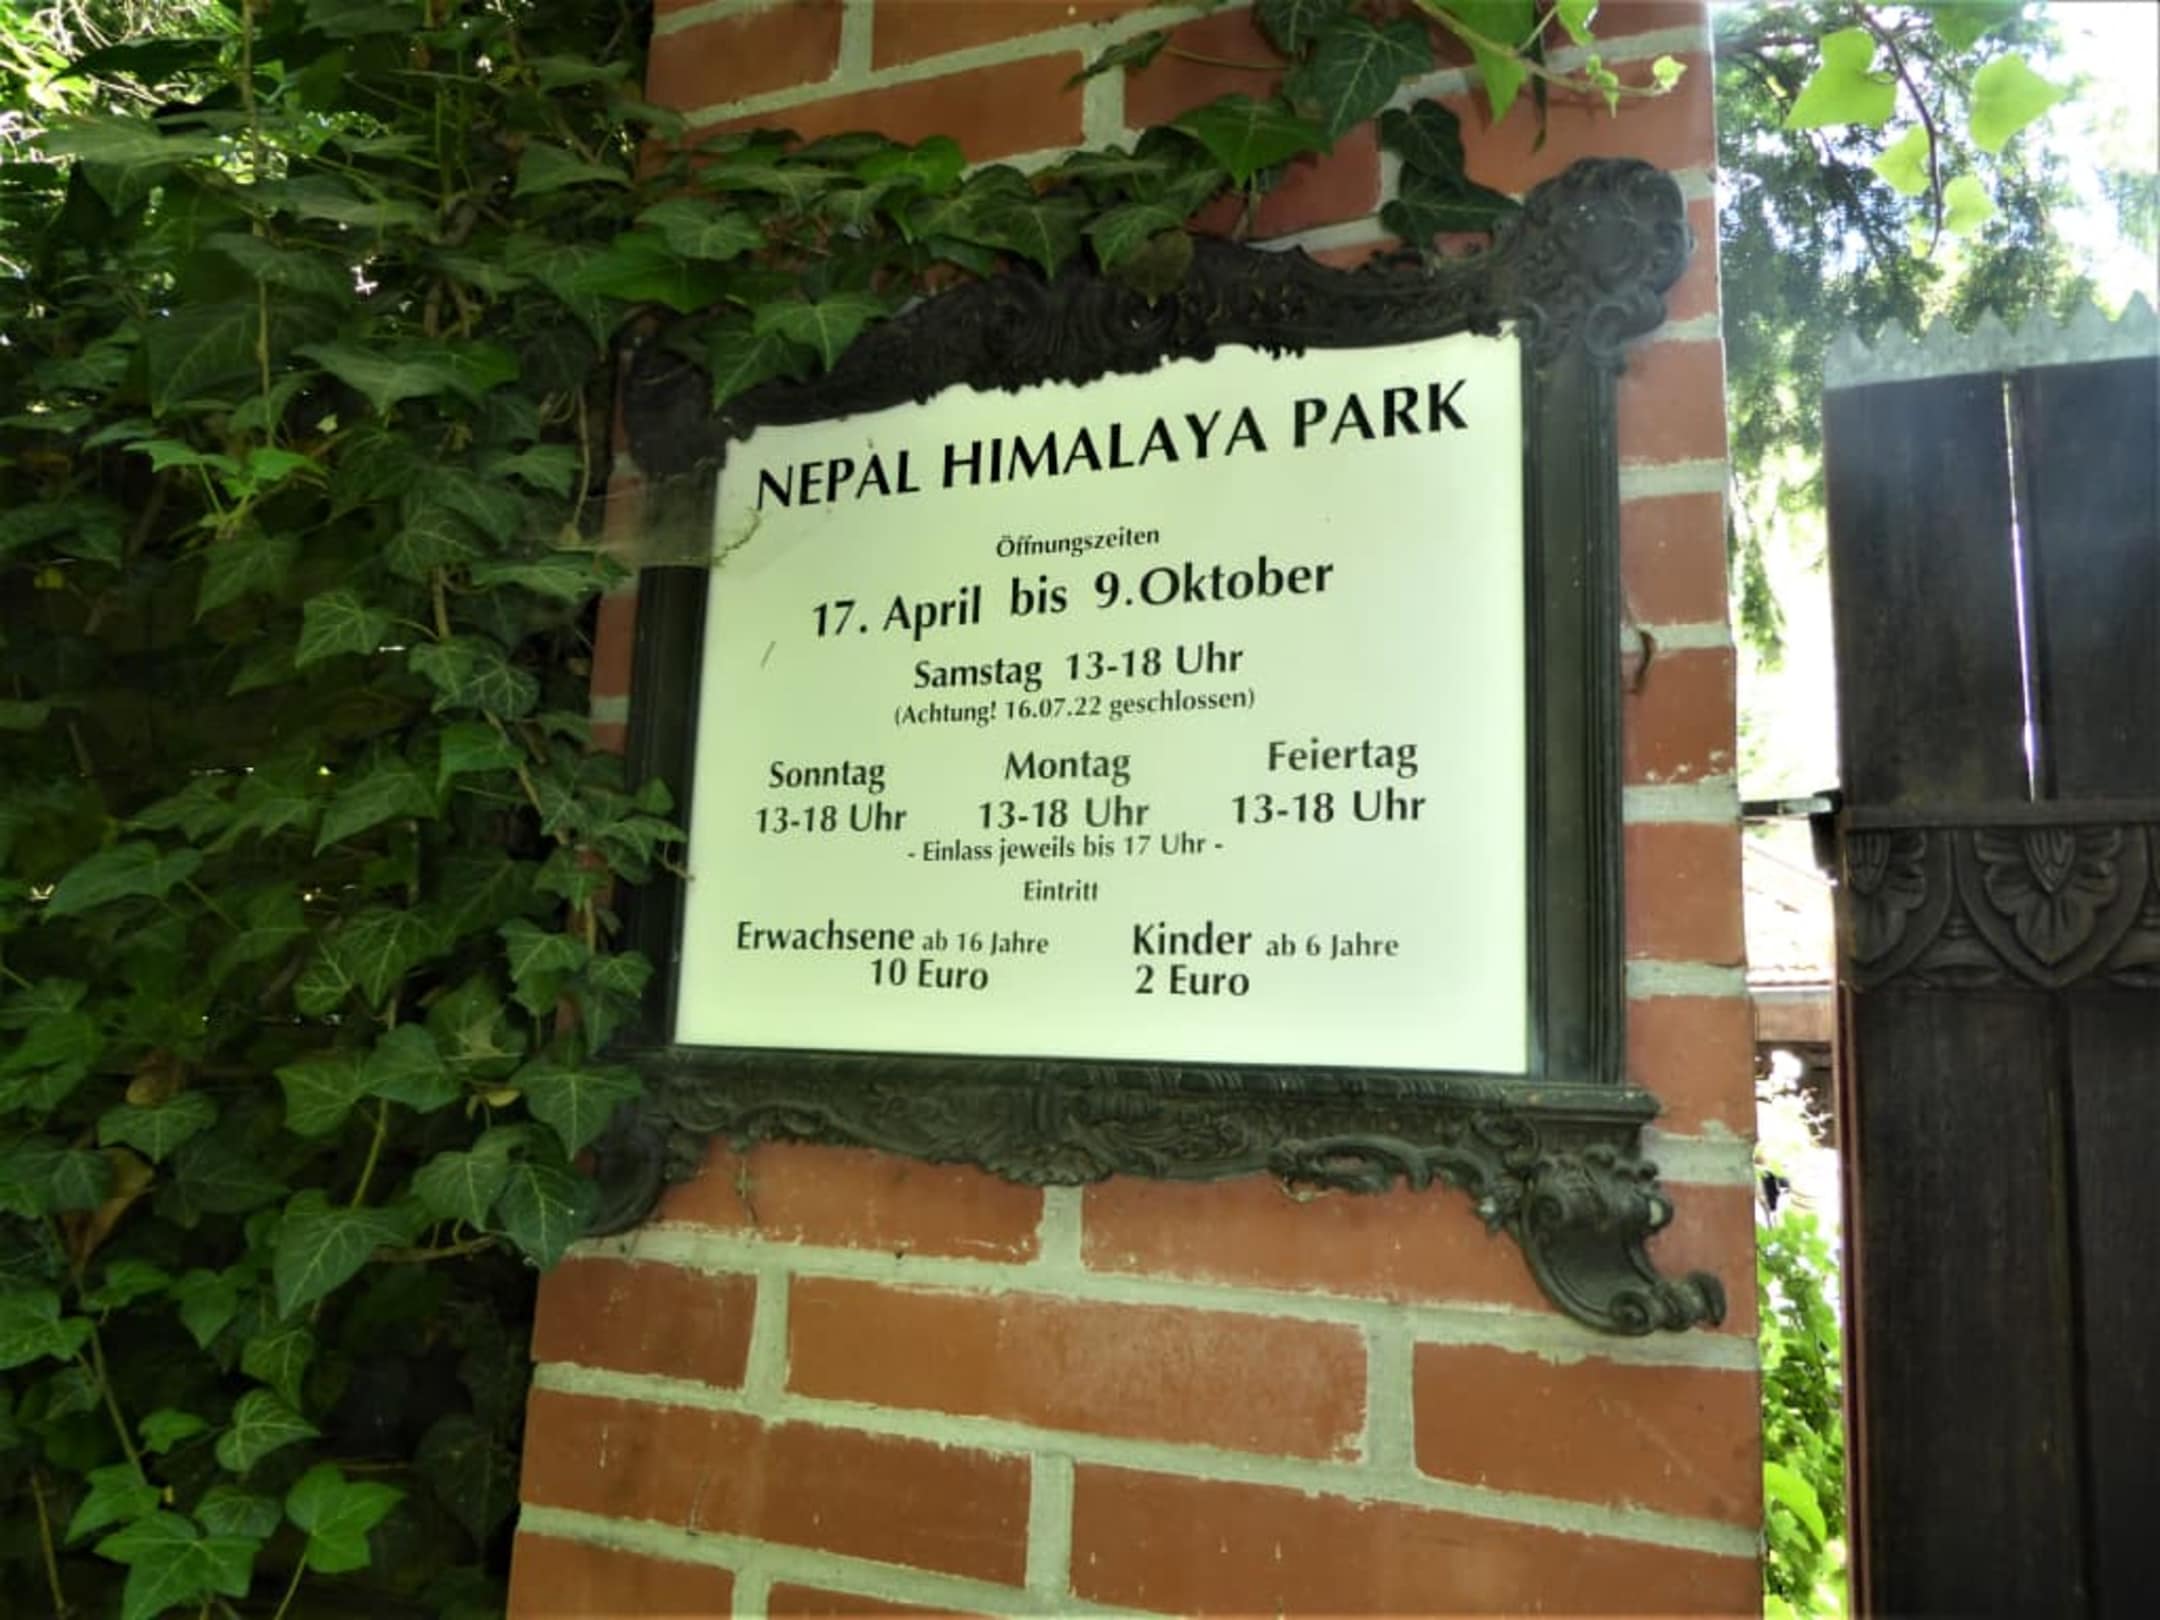 NEPAL HIMALAYA PARK
Öffnungszeiten
17. April bis 9.Oktober
Samstag 13-18 Uhr
(Achtung! 16.07.22 geschlossen)
Sonntag Montag Feiertag
13-18 Uhr 13-18 Uhr 13-18 Uhr
- Einlass jeweils bis 17 Uhr -
Eintritt
Erwachsene ab 16 Jahre Kinder ab 6 Jahre
10 Euro 2 Euro